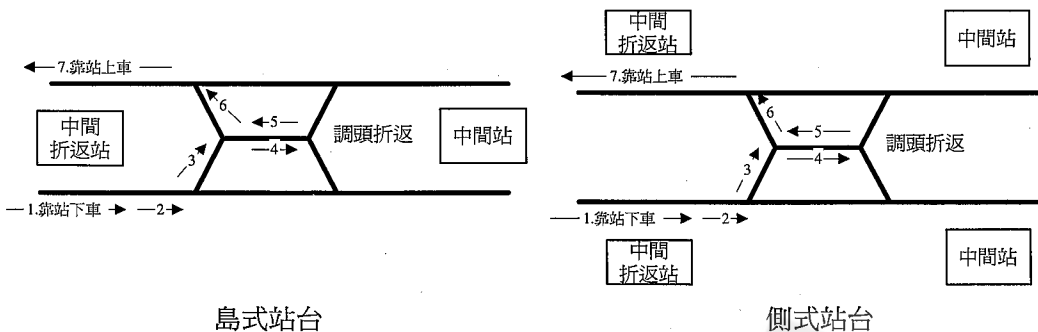 7.靠站上車
中間
折返站
6
5
4
3
調頭折返
中間站
1.靠站下車
2
島式站台
中間
折返站
中間站
7.靠站上車
6
5
4
3
調頭折返
1.靠站下車
2
中間
折返站
中間站
側式站台